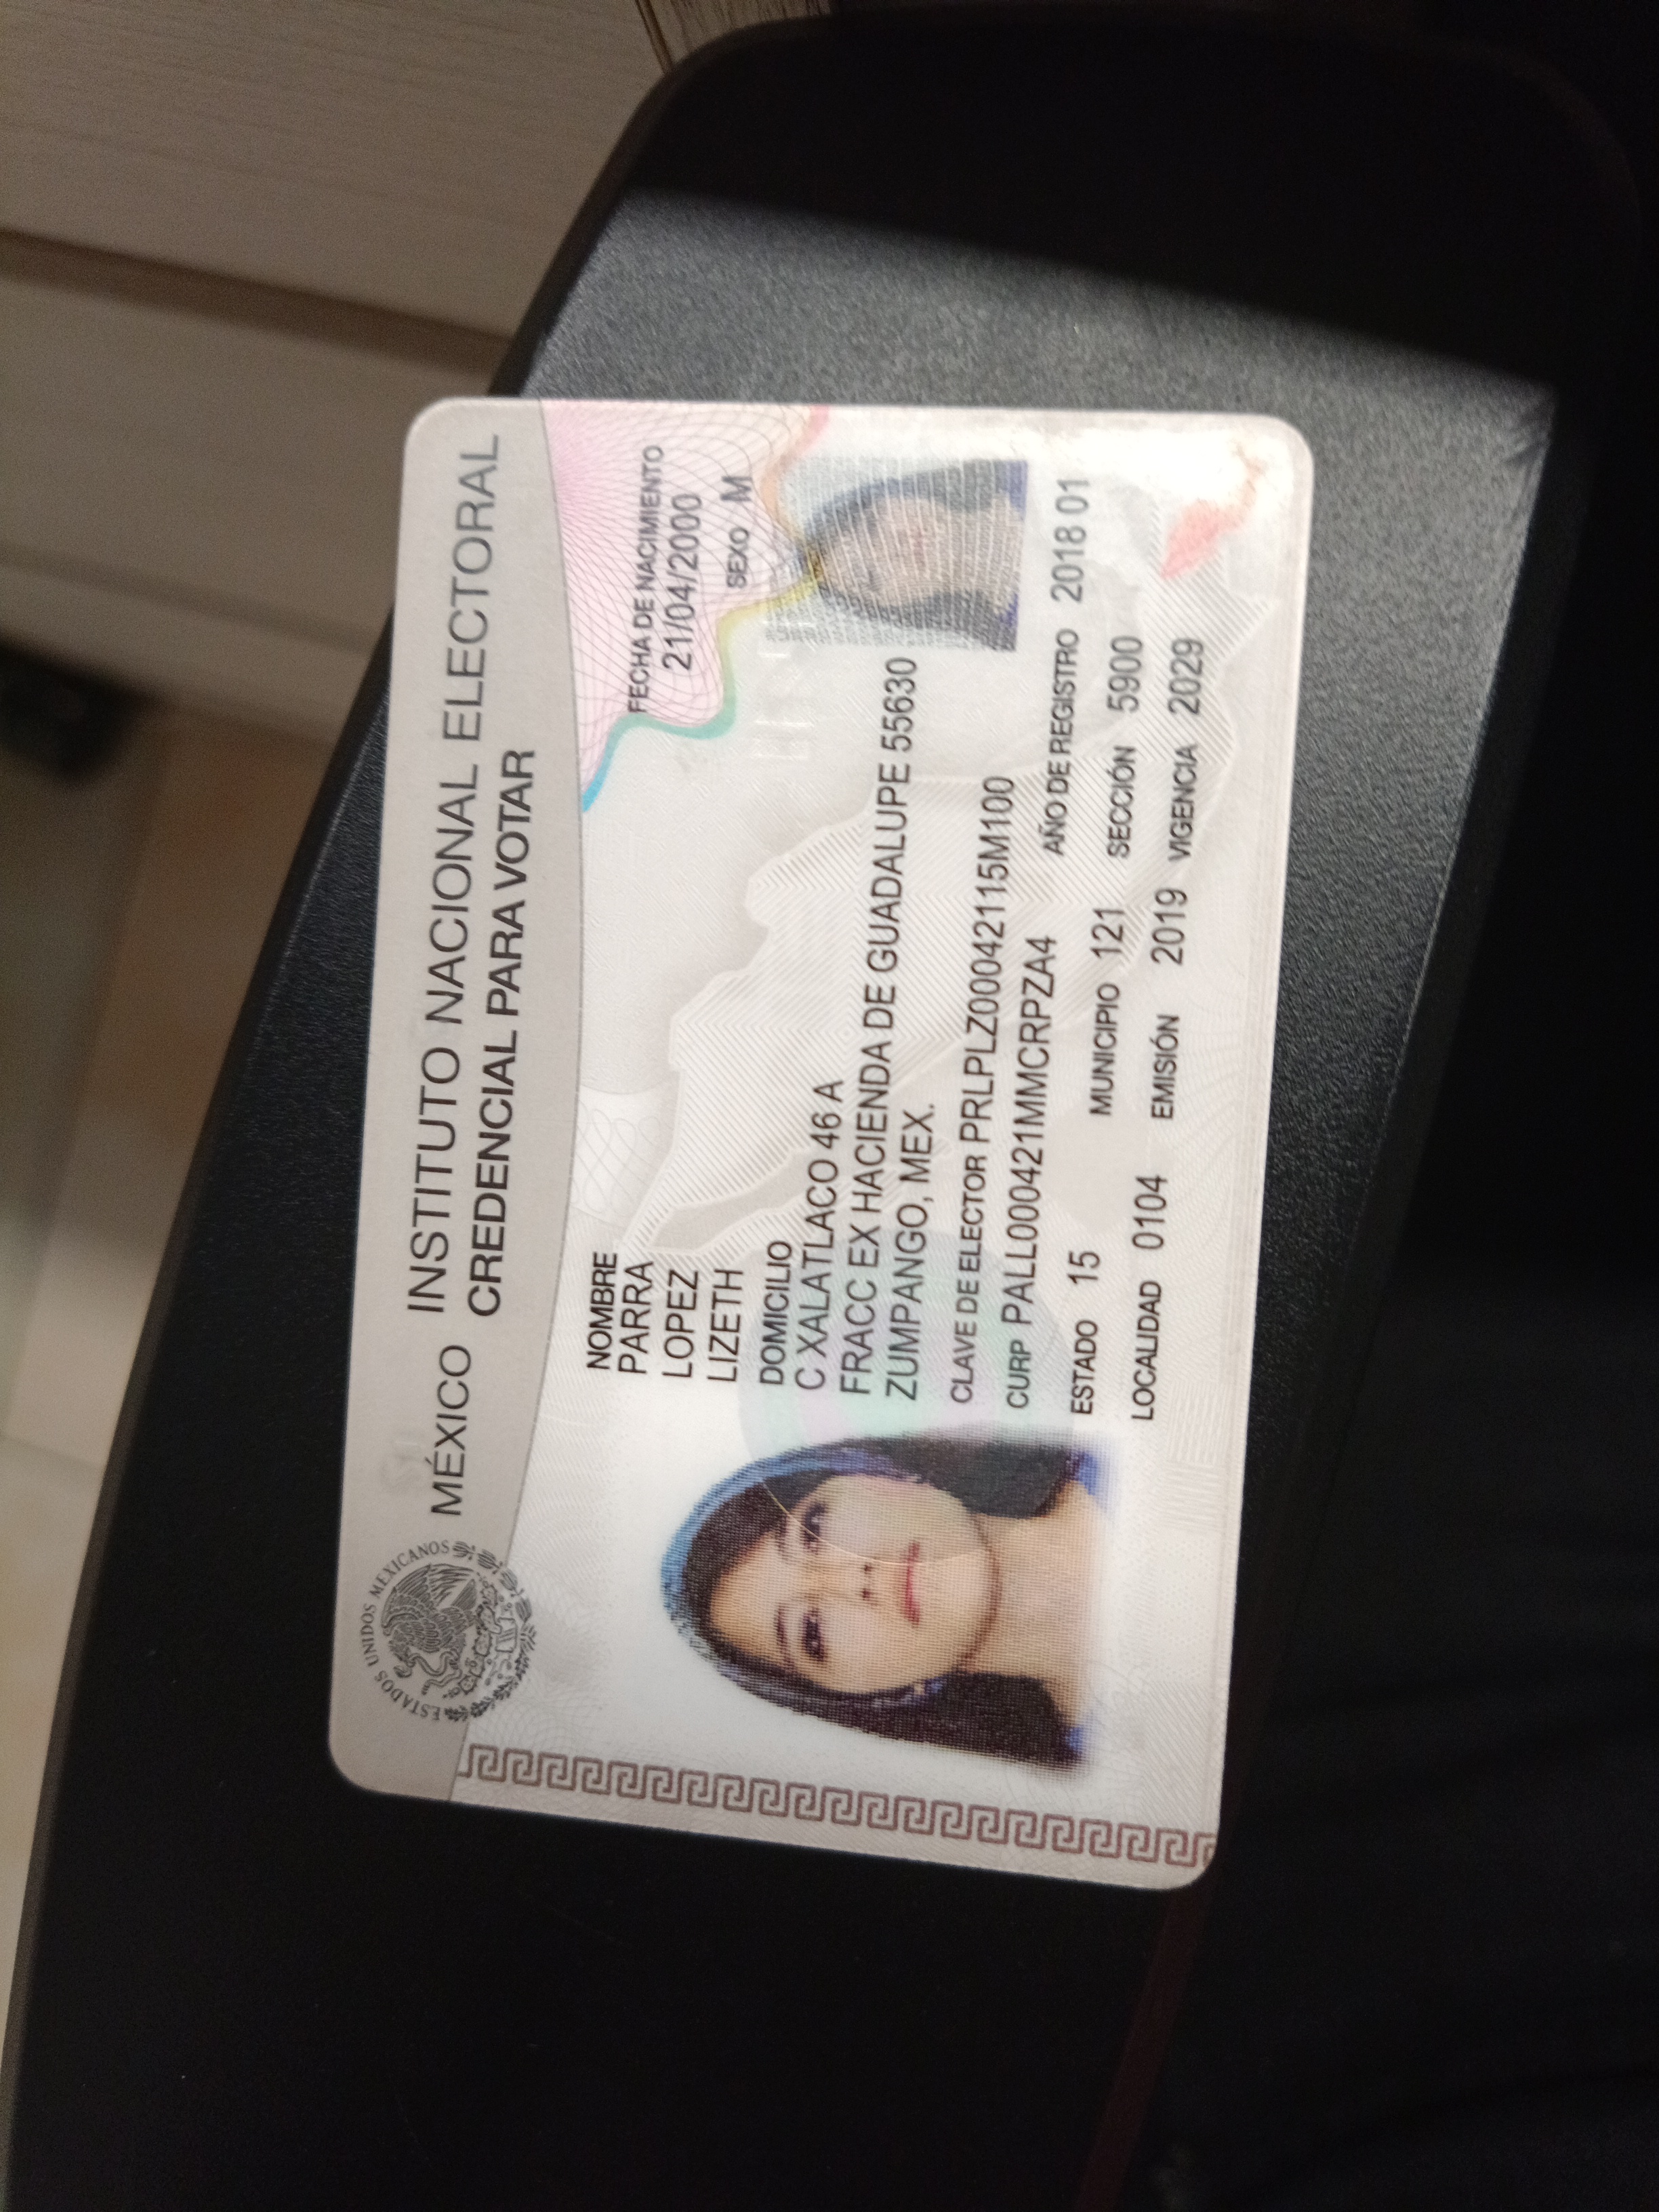 ESTADOS UNIDOS MEXICANOS
MÉXICO INSTITUTO NACIONAL ELECTORAL
CREDENCIAL PARA VOTAR
NOMBRE
PARRA
LOPEZ
LIZETH
FECHA DE NACIMIENTO
21/04/2000
SEXO M
DOMICILIO
C XALATLACO 46 A
FRACC EX HACIENDA DE GUADALUPE 55630
ZUMPANGO, MEX.
CLAVE DE ELECTOR PRLPLZ00042115M100
CURP PALL000421MMCRPZA4
AÑO DE REGISTRO 2018 01
ESTADO 15 MUNICIPIO 121 SECCIÓN 5900
LOCALIDAD 0104 EMISIÓN 2019 VIGENCIA 2029